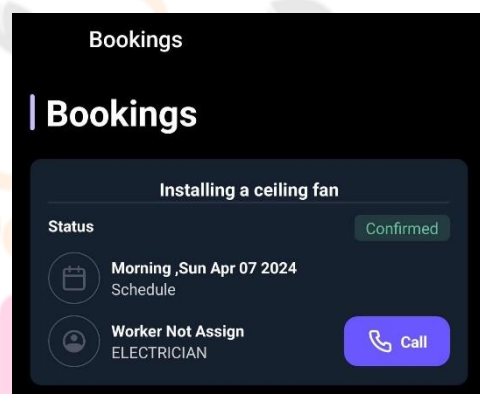 Bookings
Bookings
Installing a ceiling fan
Status
Confirmed
Morning ,Sun Apr 07 2024
Schedule
Worker Not Assign
ELECTRICIAN
Call